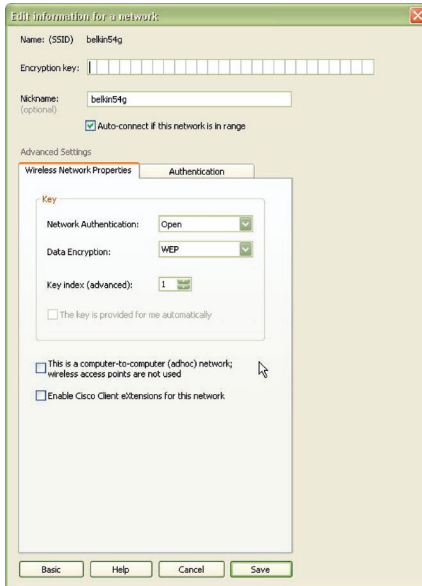 Edit information for a network
Name: (SSID) belkin54g
Encryption key:
Nickname: belkin54g
(optional)
Auto-connect if this network is in range
Advanced Settings
Wireless Network Properties Authentication
Key
Network Authentication: Open
Data Encryption: WEP
Key index (advanced): 1
The key is provided for me automatically
This is a computer-to-computer (adhoc) network;
wireless access points are not used
Enable Cisco Client eXtensions for this network
Basic Help Cancel Save